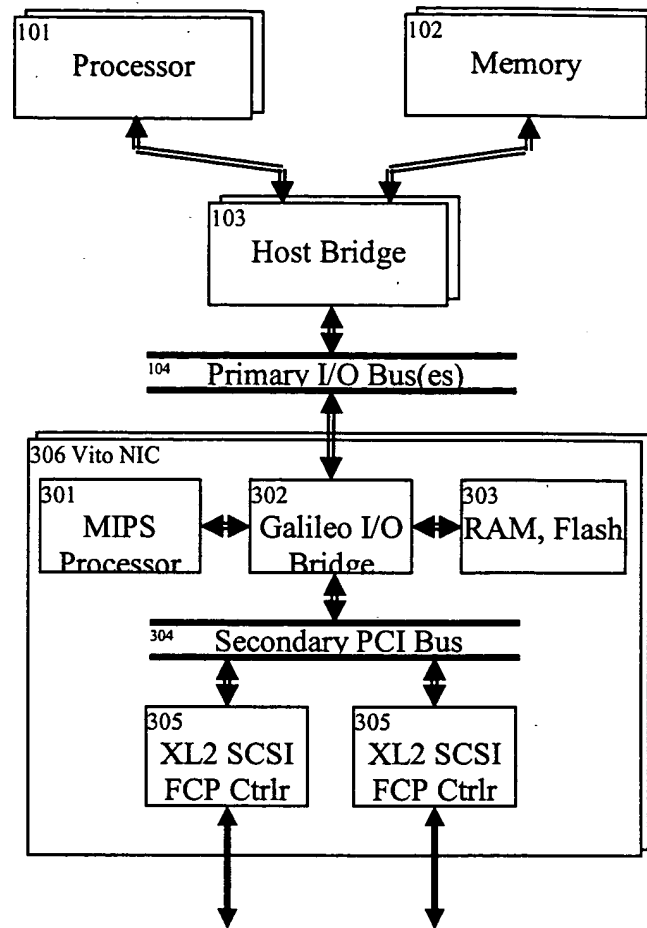 101
Processor
102
Memory
103
Host Bridge
104 Primary I/O Bus(es)
306 Vito NIC
301
MIPS
Processor
302
Galileo I/O
Bridge
303
RAM, Flash
304 Secondary PCI Bus
305
XL2 SCSI
FCP Ctrlr
305
XL2 SCSI
FCP Ctrlr